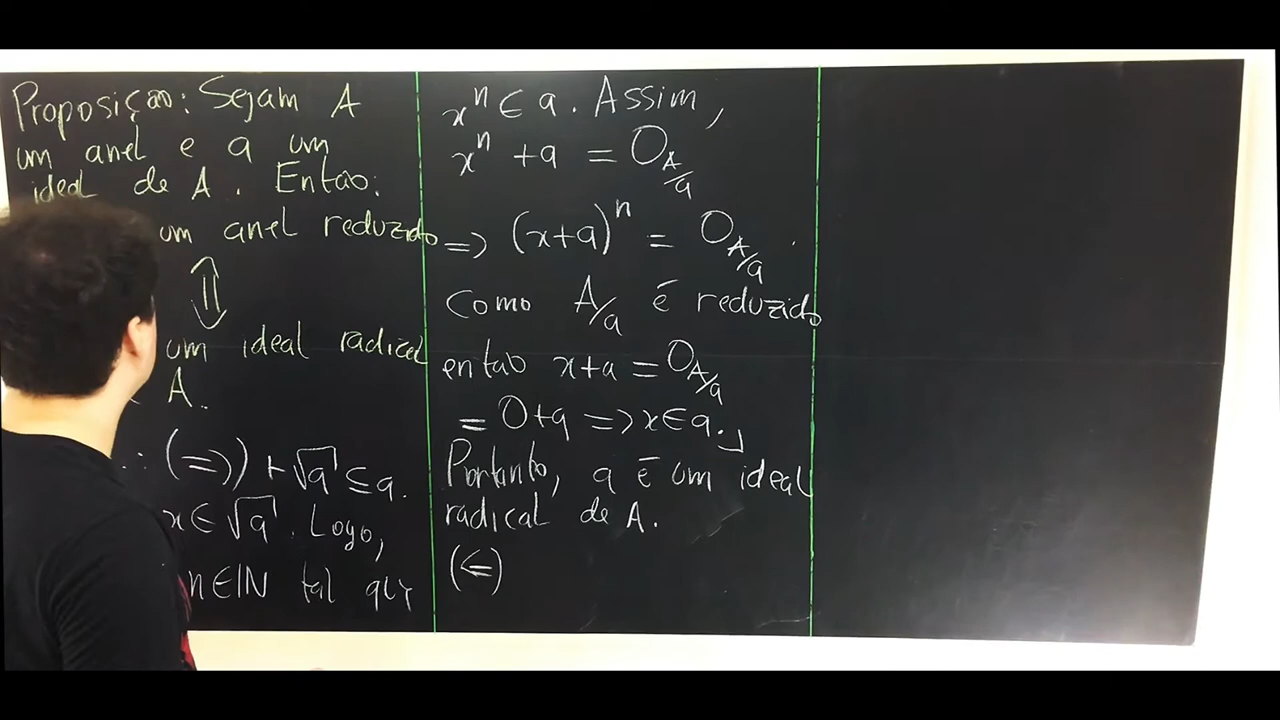 Proposição: Sejam A
um anel e a um
ideal de A. Então:
um anel reduzido
⇕
um ideal radical
A.
(⇒) ⊢ √a ⊆ a.
x ∈ √a. Logo,
n ∈ IN tal que
xⁿ ∈ a. Assim,
xⁿ + a = 0_{A/a}
⇒ (x+a)ⁿ = 0_{A/a}.
Como A/a é reduzido
então x+a = 0_{A/a}
= 0+a ⇒ x ∈ a.┘
Portanto, a é um ideal
radical de A.
(⇐)